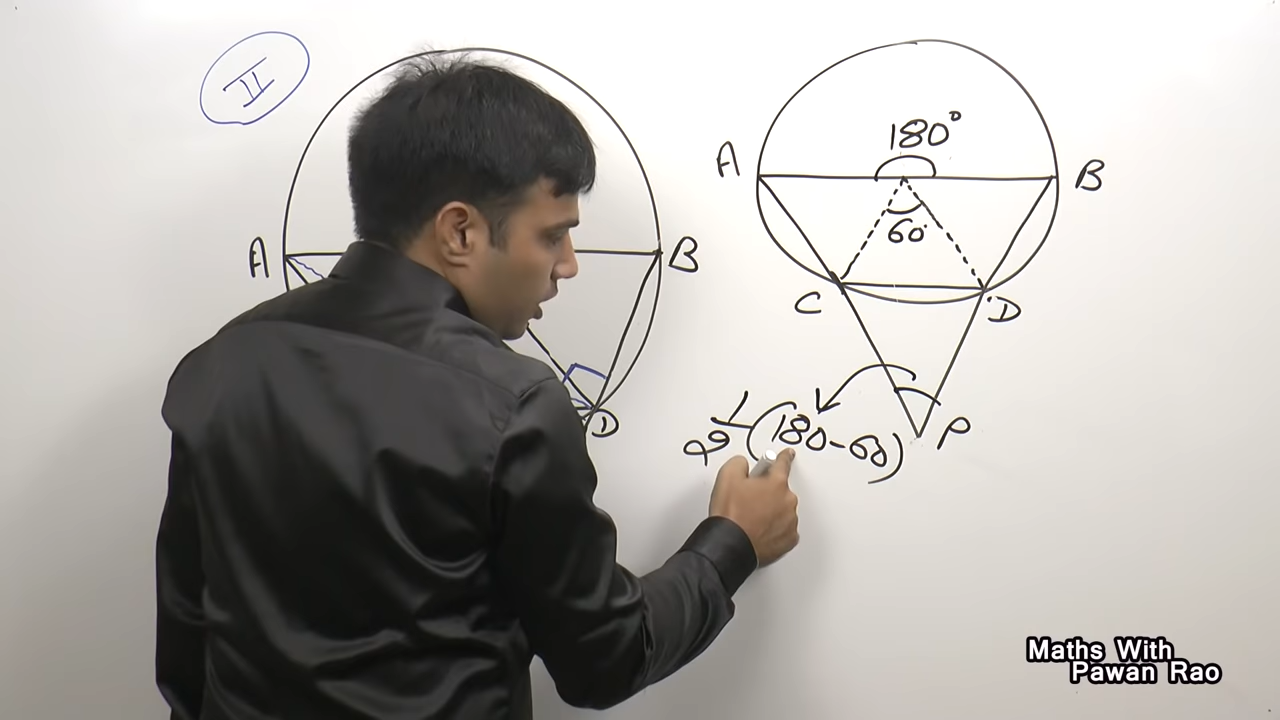 II
180°
A
B
60°
A
B
C
D
D
P
1/2 (180-60)
Maths With
Pawan Rao